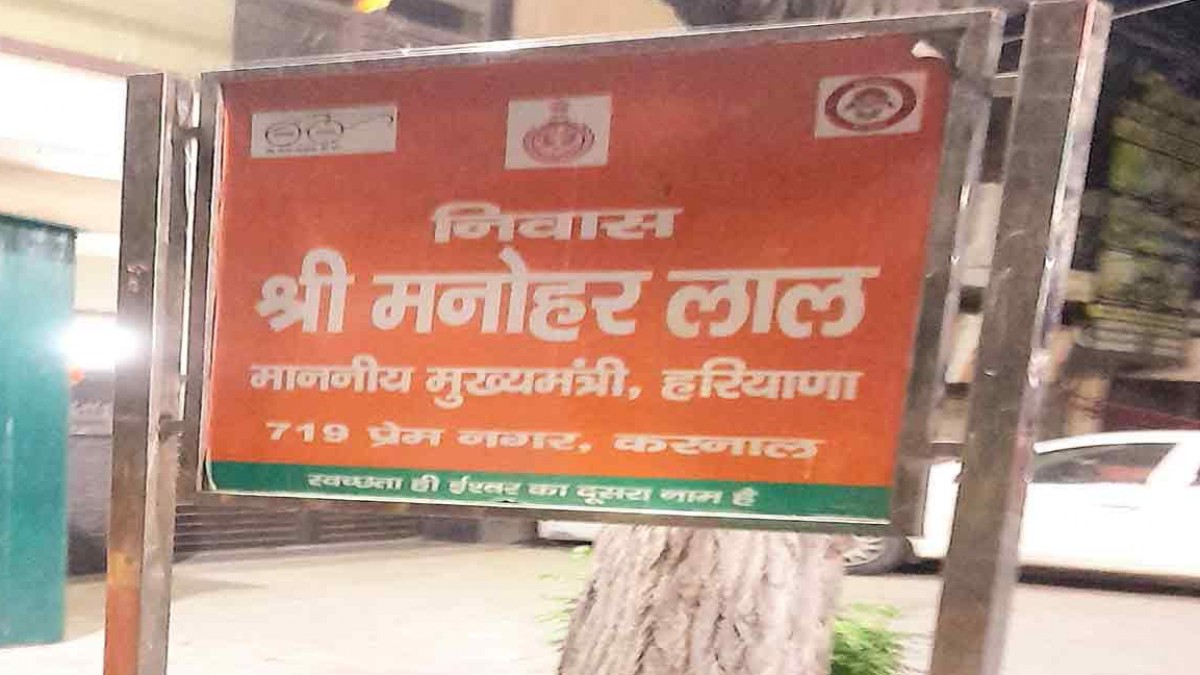 निवास
श्री मनोहर लाल
माननीय मुख्यमंत्री, हरियाणा
719 प्रेम नगर, करनाल
स्वच्छता ही ईश्वर का दूसरा नाम है